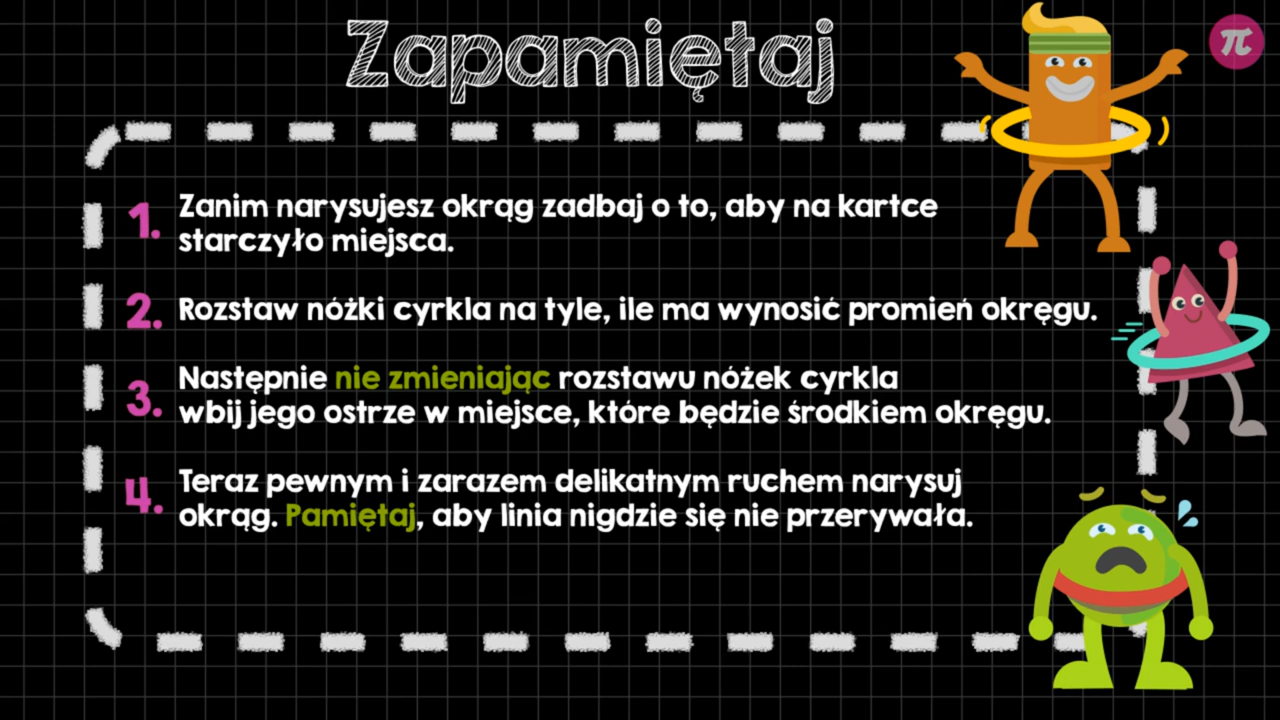 Zapamiętaj
π
1. Zanim narysujesz okrąg zadbaj o to, aby na kartce
starczyło miejsca.
2. Rozstaw nóżki cyrkla na tyle, ile ma wynosić promień okręgu.
3. Następnie nie zmieniając rozstawu nóżek cyrkla
wbij jego ostrze w miejsce, które będzie środkiem okręgu.
4. Teraz pewnym i zarazem delikatnym ruchem narysuj
okrąg. Pamiętaj, aby linia nigdzie się nie przerywała.